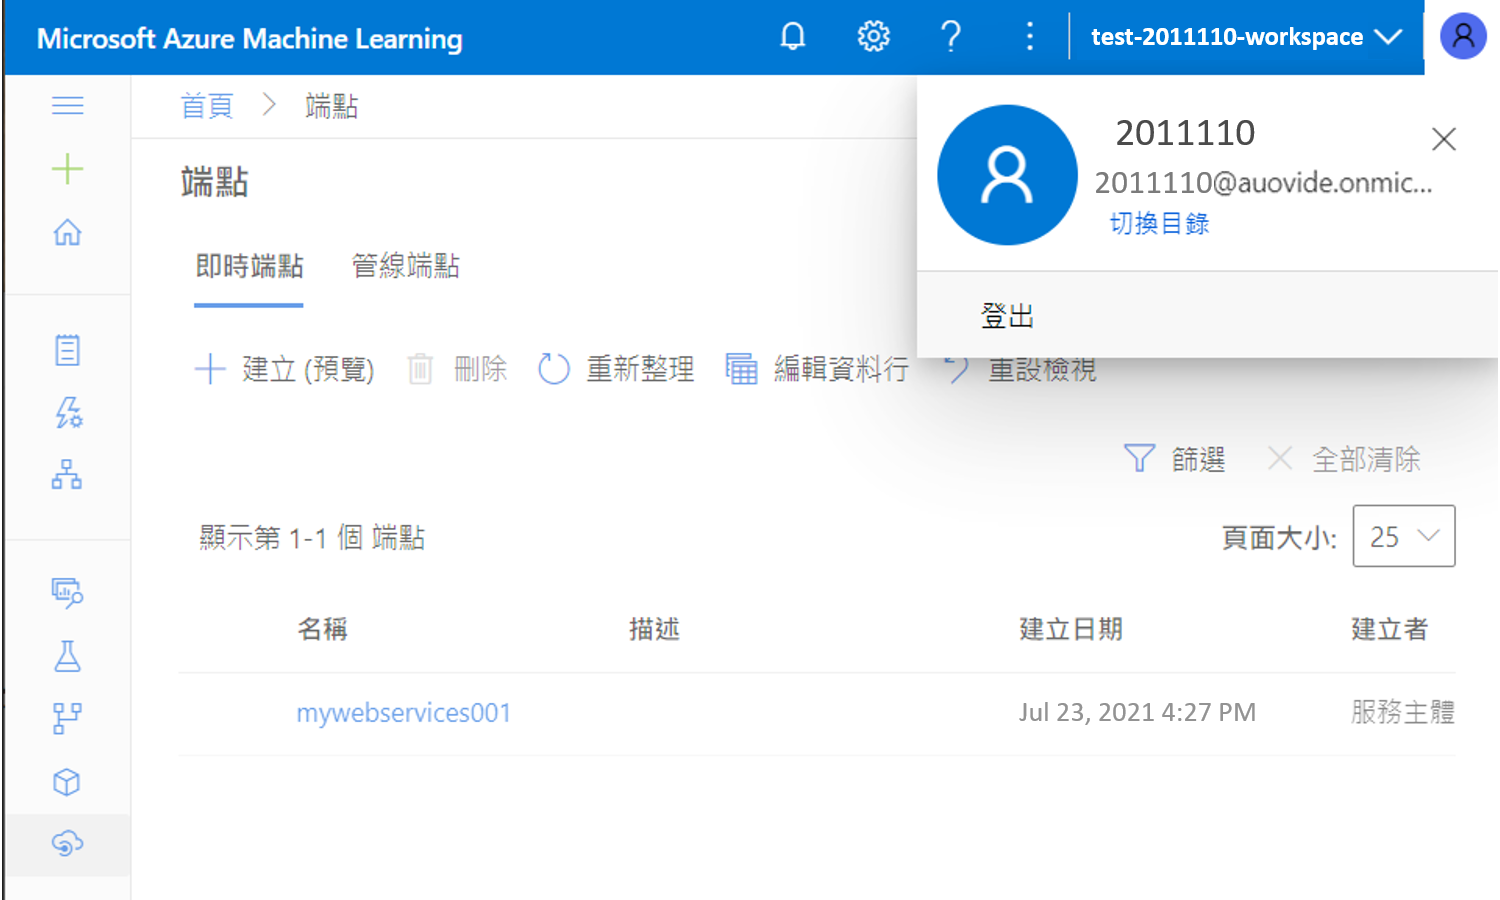 Microsoft Azure Machine Learning
test-2011110-workspace
首頁 > 端點
2011110
2011110@auovide.onmic...
切換目錄
登出
端點
即時端點 管線端點
建立 (預覽) 刪除 重新整理 編輯資料行 重設檢視
篩選 全部清除
顯示第 1-1 個 端點 頁面大小: 25
名稱 描述 建立日期 建立者
mywebservices001 Jul 23, 2021 4:27 PM 服務主體